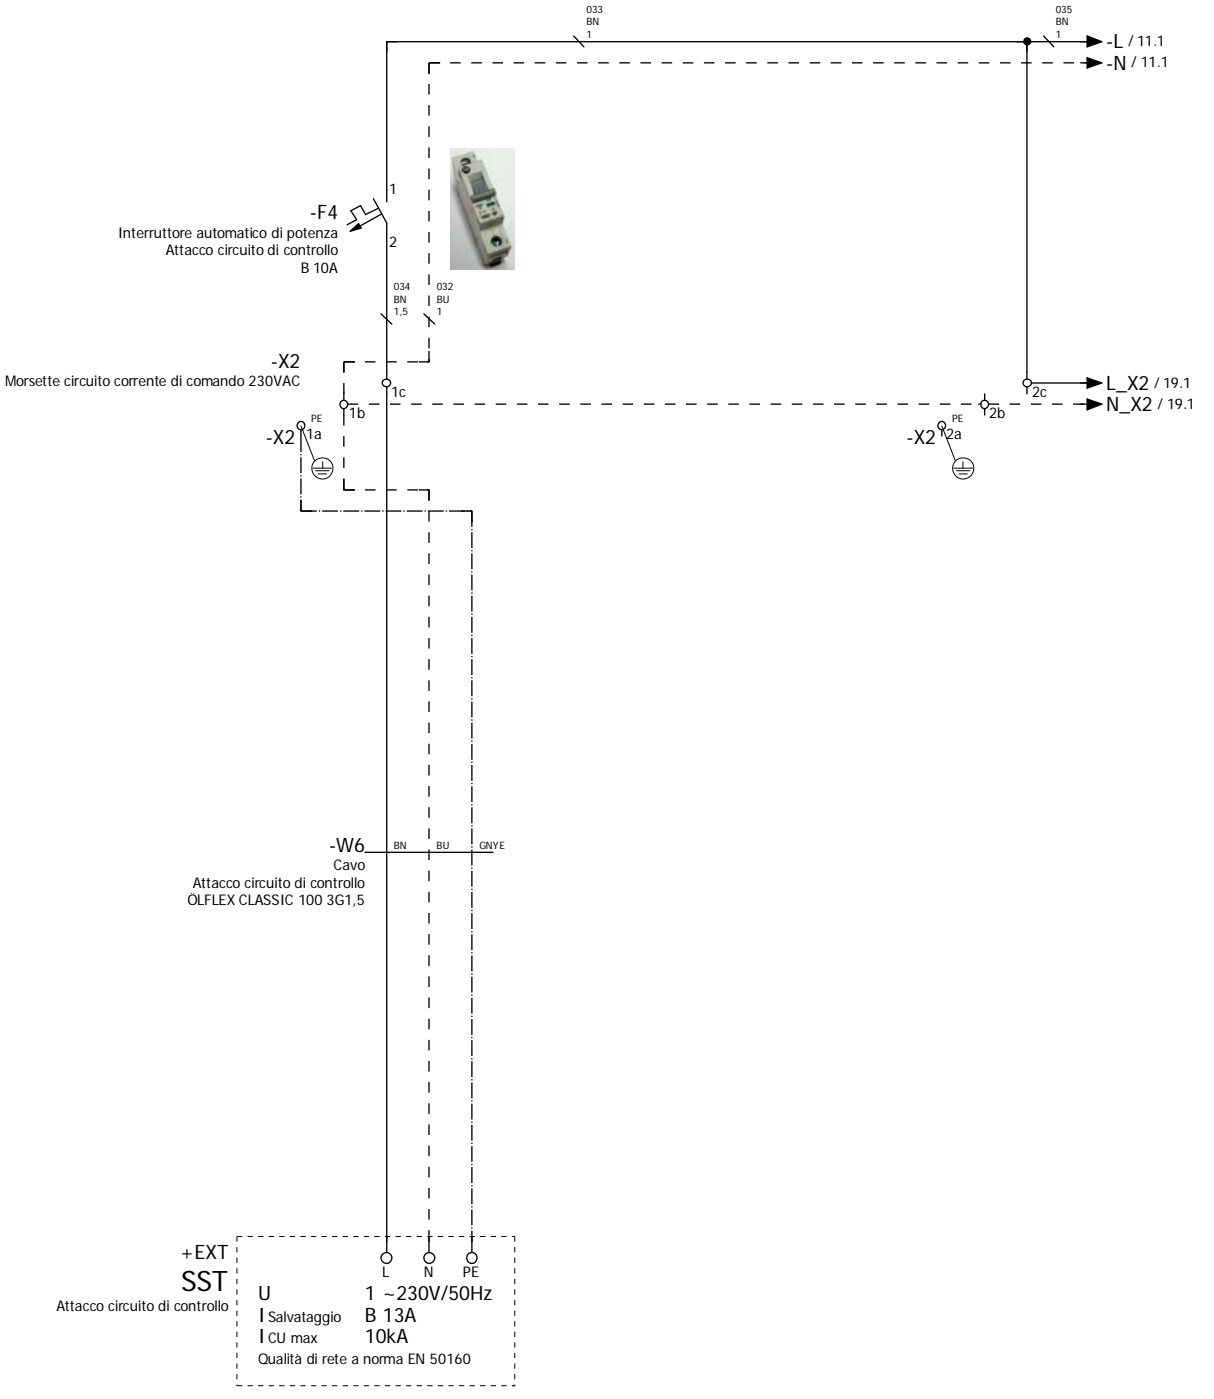 033
BN
1
035
BN
1
-L / 11.1
-N / 11.1
1
-F4
Interruttore automatico di potenza
Attacco circuito di controllo
B 10A
2
034
BN
1,5
032
BU
1
-X2
Morsette circuito corrente di comando 230VAC
1c
2c
L_X2 / 19.1
1b
2b
N_X2 / 19.1
-X2
PE
1a
-X2
PE
2a
-W6
BN
BU
GNYE
Cavo
Attacco circuito di controllo
ÖLFLEX CLASSIC 100 3G1,5
+EXT
SST
Attacco circuito di controllo
L
N
PE
U 1 ~230V/50Hz
I Salvataggio B 13A
I CU max 10kA
Qualità di rete a norma EN 50160